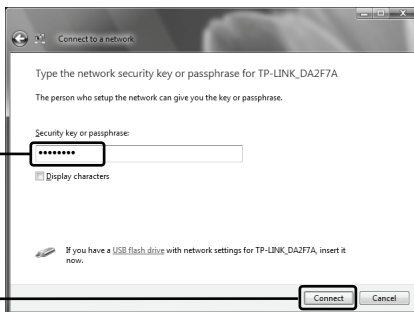 Connect to a network
Type the network security key or passphrase for TP-LINK_DA2F7A
The person who setup the network can give you the key or passphrase.
Security key or passphrase:
••••••••
Display characters
If you have a USB flash drive with network settings for TP-LINK_DA2F7A, insert it
now.
Connect Cancel